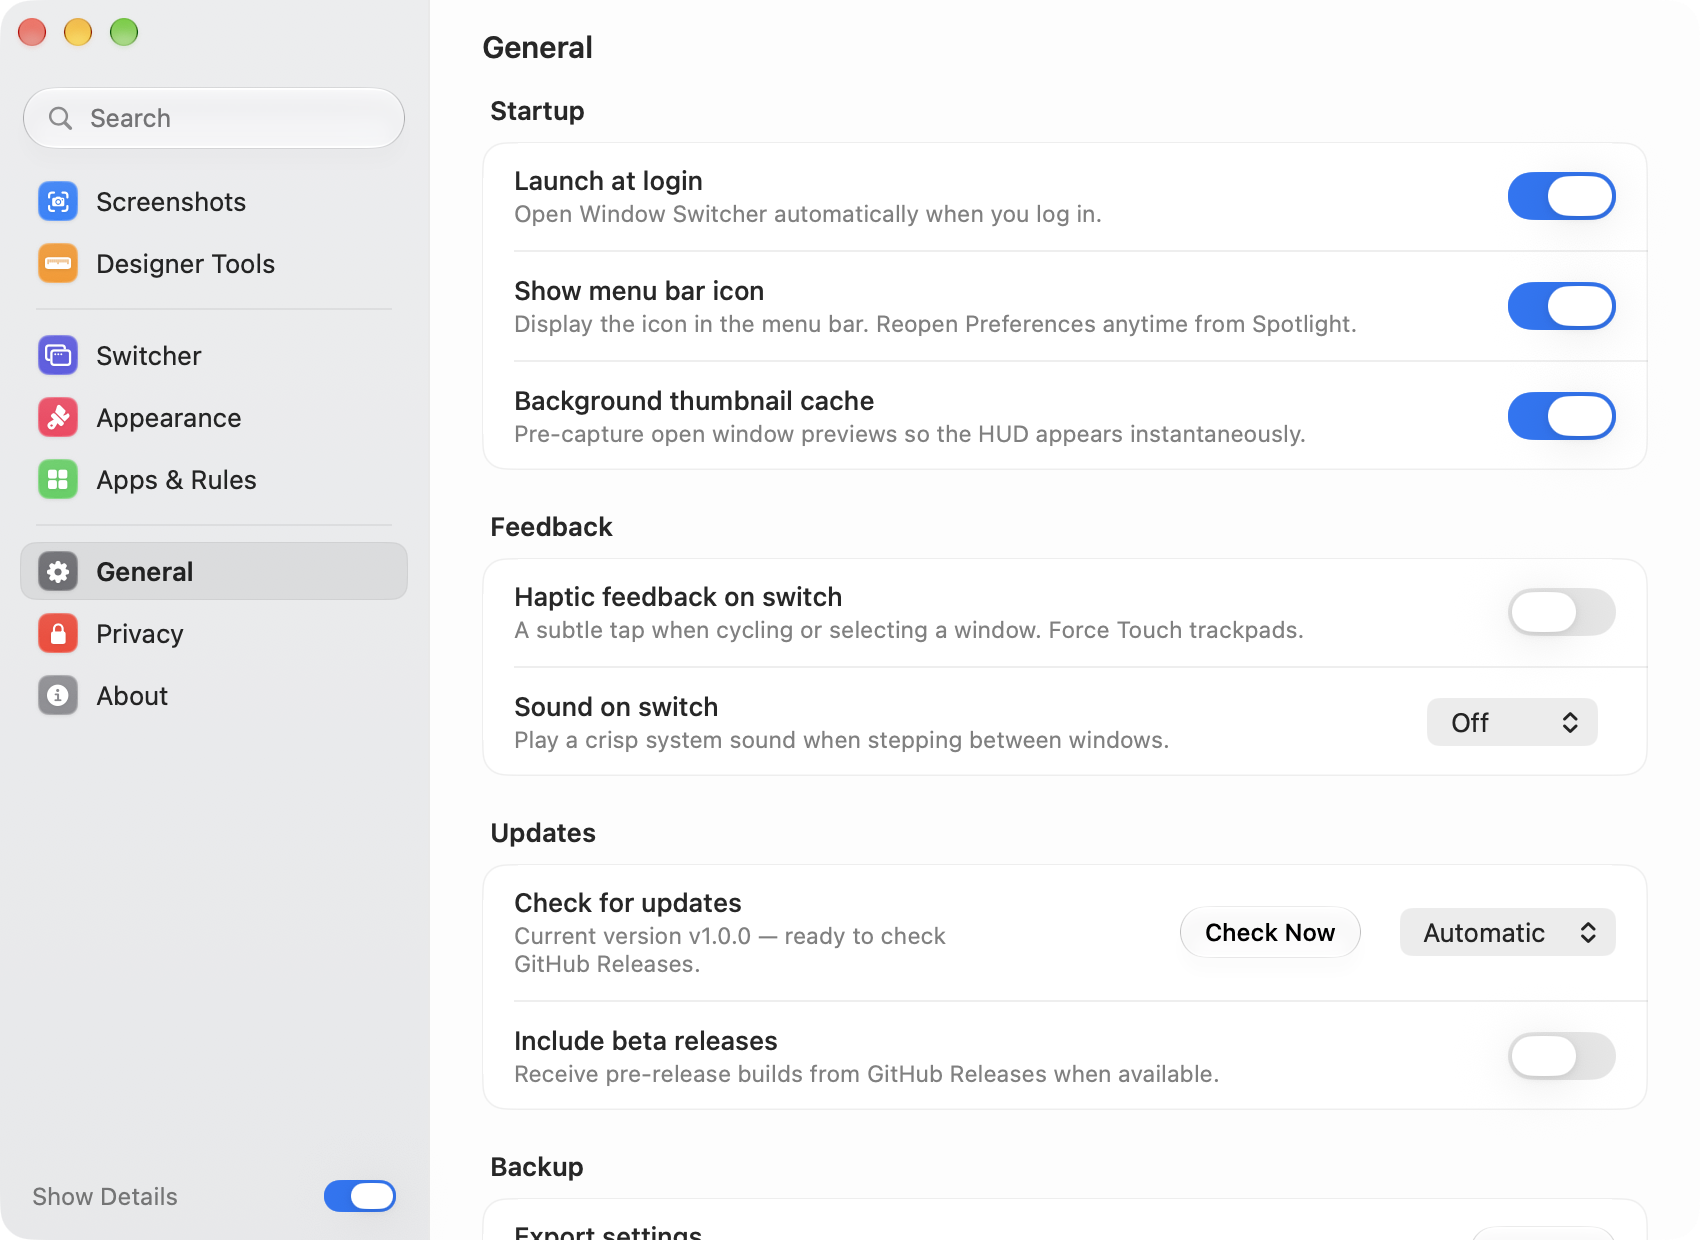 Search
Screenshots
Designer Tools
Switcher
Appearance
Apps & Rules
General
Privacy
About
Show Details
General
Startup
Launch at login
Open Window Switcher automatically when you log in.
Show menu bar icon
Display the icon in the menu bar. Reopen Preferences anytime from Spotlight.
Background thumbnail cache
Pre-capture open window previews so the HUD appears instantaneously.
Feedback
Haptic feedback on switch
A subtle tap when cycling or selecting a window. Force Touch trackpads.
Sound on switch
Play a crisp system sound when stepping between windows.
Off
Updates
Check for updates
Current version v1.0.0 — ready to check
GitHub Releases.
Check Now
Automatic
Include beta releases
Receive pre-release builds from GitHub Releases when available.
Backup
Export settings